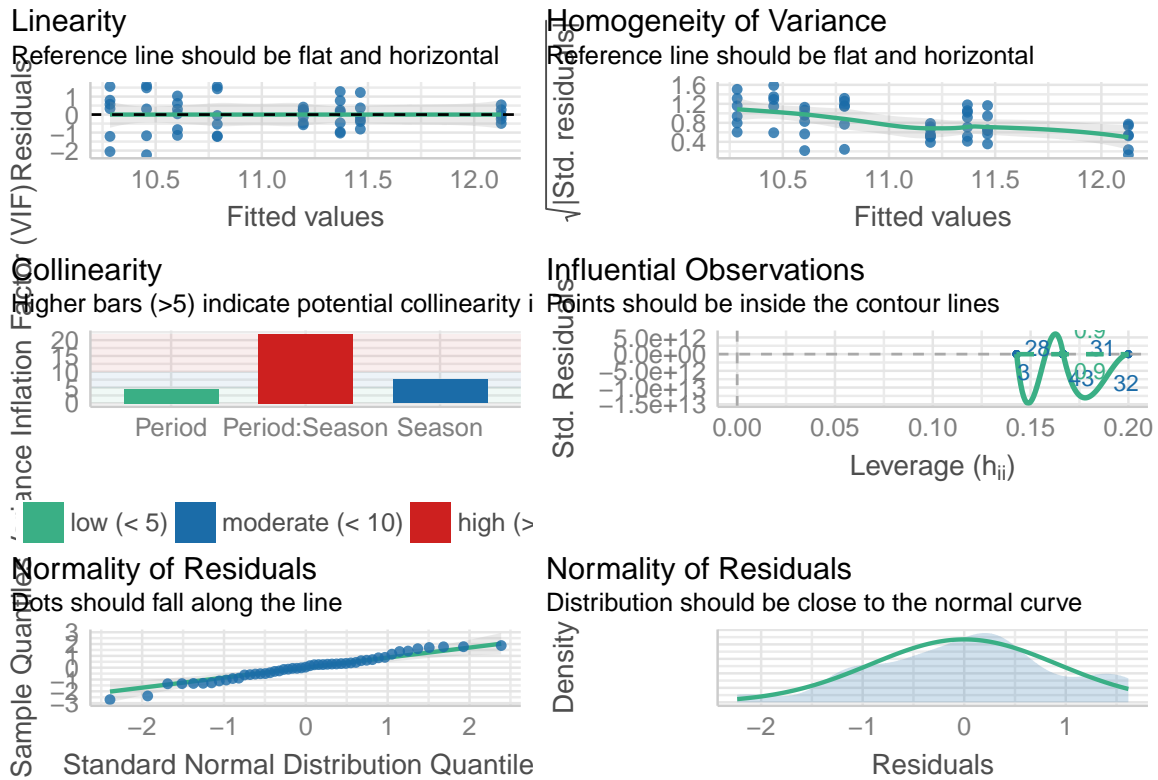 Linearity
Reference line should be flat and horizontal
Residuals
1
0
−1
−2
10.5 11.0 11.5 12.0
Fitted values
Homogeneity of Variance
Reference line should be flat and horizontal
√|Std. residuals|
1.6
1.2
0.8
0.4
10.5 11.0 11.5 12.0
Fitted values
Collinearity
Higher bars (>5) indicate potential collinearity i
Inflation Factor (VIF)
20
15
10
5
0
Period Period:Season Season
low (< 5) moderate (< 10) high (>
Influential Observations
Points should be inside the contour lines
Std. Residuals
5.0e+12
0.0e+00
−5.0e+12
−1.0e+13
−1.5e+13
0.9
28 31
3 43 0.9 32
0.00 0.05 0.10 0.15 0.20
Leverage (hii)
Normality of Residuals
Dots should fall along the line
Sample Quantiles
3
2
1
0
−1
−2
−3
−2 −1 0 1 2
Standard Normal Distribution Quantile
Normality of Residuals
Distribution should be close to the normal curve
Density
−2 −1 0 1
Residuals